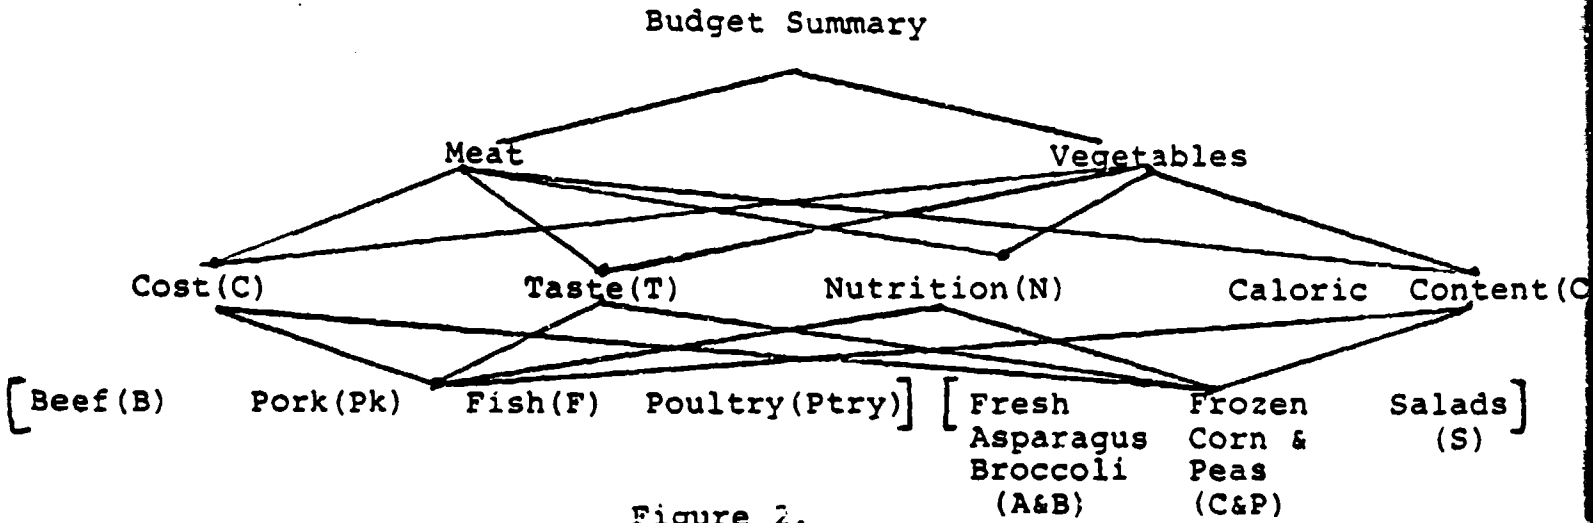 Budget Summary
Meat Vegetables
Cost(C) Taste(T) Nutrition(N) Caloric Content(C
[Beef(B) Pork(Pk) Fish(F) Poultry(Ptry)] [Fresh Frozen Salads]
Asparagus Corn & (S)
Broccoli Peas
(A&B) (C&P)
Figure 2.